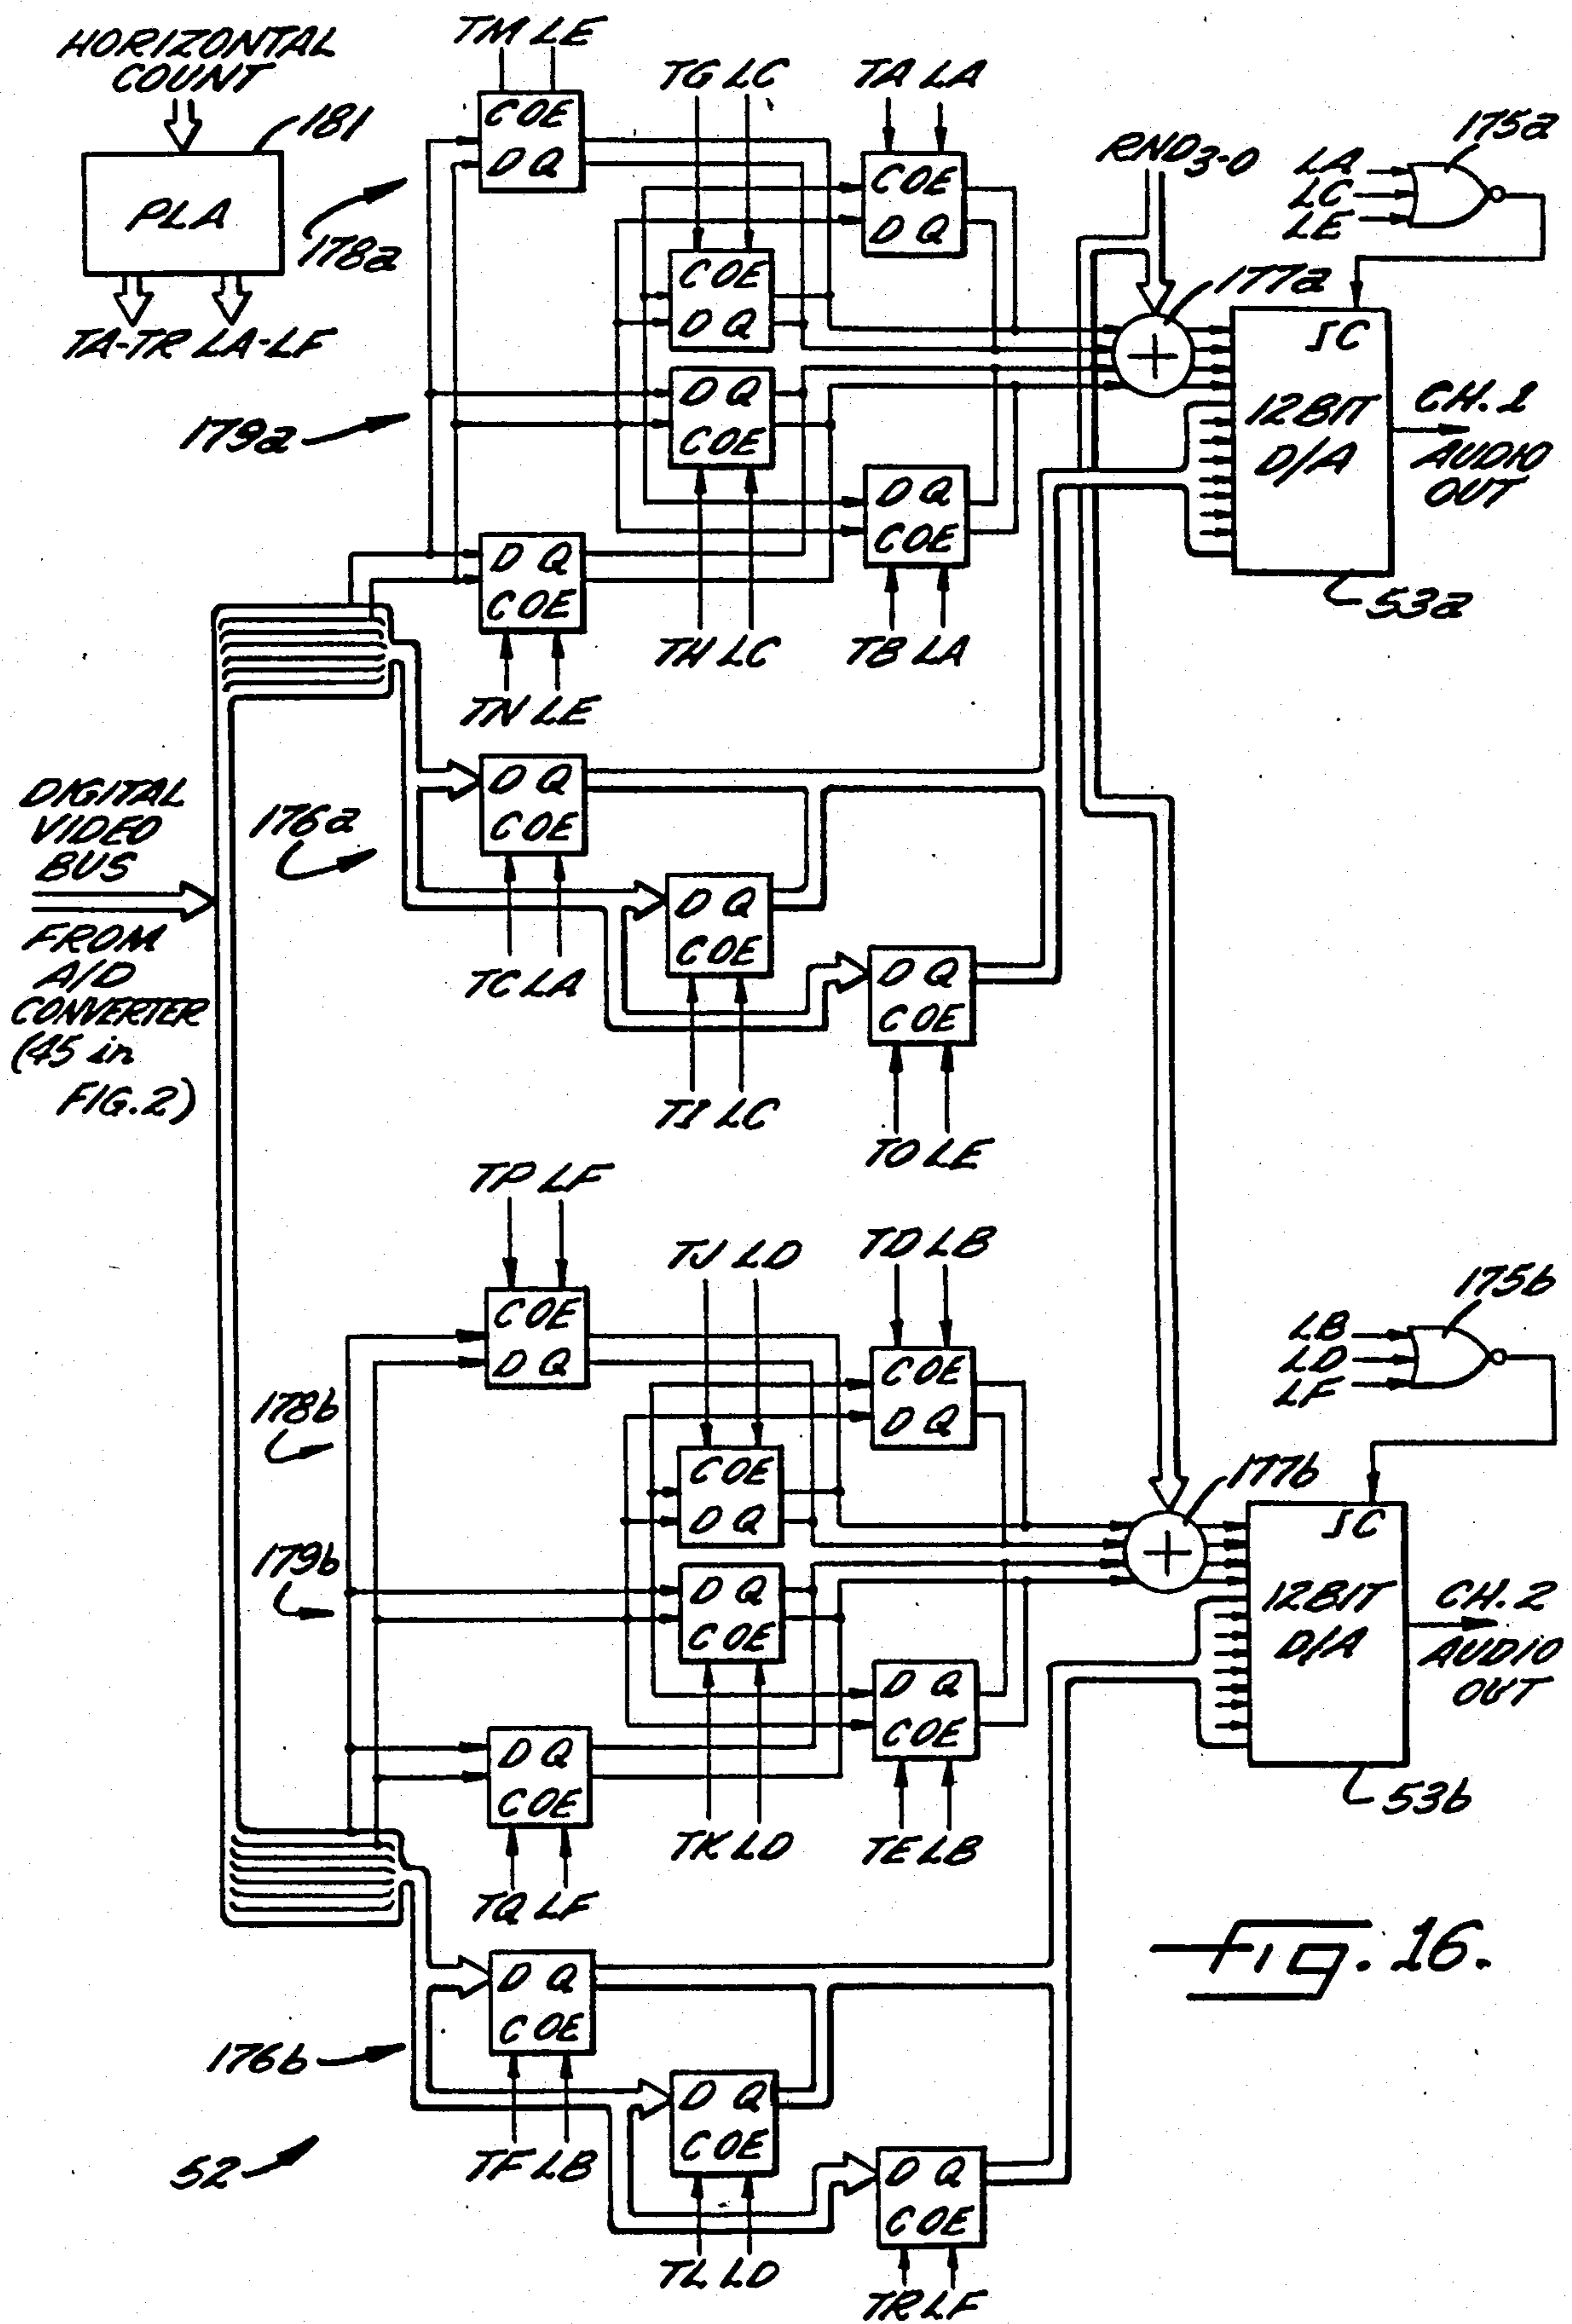 HORIZONTAL
COUNT
181
PLA
TA-TR LA-LF
178a
179a
TM LE
C OE
D Q
TG LC
C OE
D Q
TA LA
C OE
D Q
D Q
C OE
TH LC
D Q
C OE
TB LA
D Q
C OE
TN LE
RND3-0
177a
+
LA
LC
LE
175a
SC
12BIT
D/A
53a
CH. 1
AUDIO
OUT
DIGITAL
VIDEO
BUS
FROM
A/D
CONVERTER
(45 in
FIG.2)
176a
D Q
C OE
TC LA
D Q
C OE
TI LC
D Q
C OE
TO LE
TP LF
C OE
D Q
TJ LD
C OE
D Q
TD LB
C OE
D Q
178b
179b
D Q
C OE
TK LD
D Q
C OE
TE LB
D Q
C OE
TQ LF
177b
+
LB
LD
LF
175b
SC
12BIT
D/A
53b
CH. 2
AUDIO
OUT
176b
52
D Q
C OE
TF LB
D Q
C OE
TL LD
D Q
C OE
TR LF
Fig. 16.